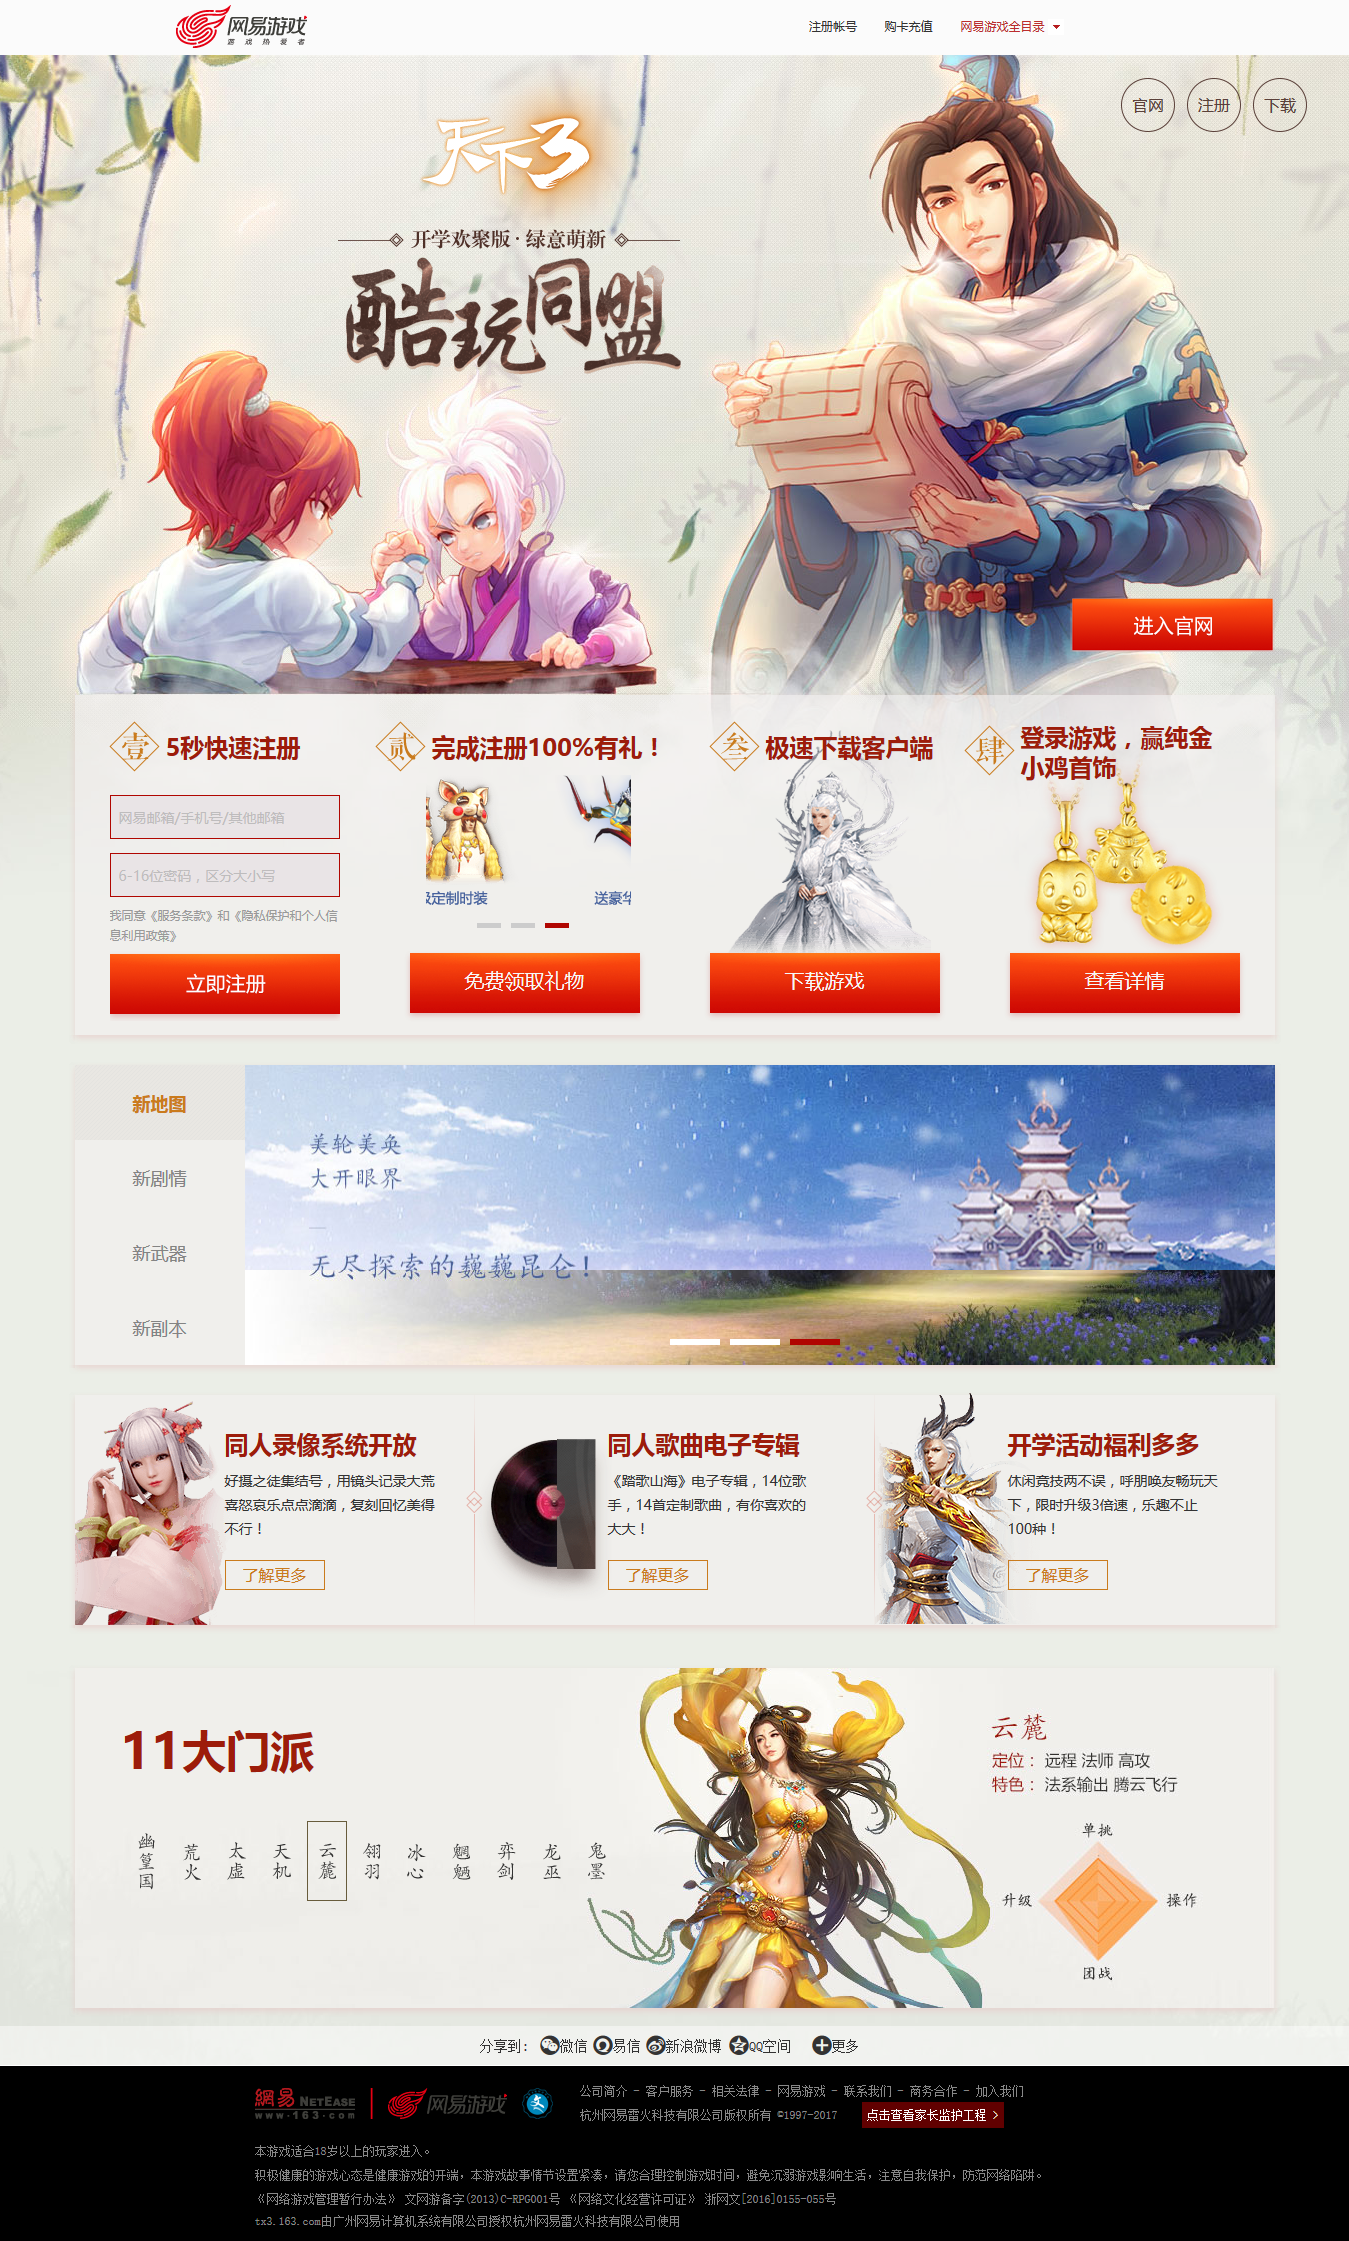 网易游戏
游戏热爱者
注册帐号
购卡充值
网易游戏全目录
官网
注册
下载
天下3
开学欢聚版·绿意萌新
酷玩同盟
进入官网
壹
5秒快速注册
贰
完成注册100%有礼！
叁
极速下载客户端
肆
登录游戏，赢纯金
小鸡首饰
网易邮箱/手机号/其他邮箱
6-16位密码，区分大小写
我同意《服务条款》和《隐私保护和个人信
息利用政策》
定制时装
送豪华
立即注册
免费领取礼物
下载游戏
查看详情
新地图
新剧情
新武器
新副本
美轮美奂
大开眼界
无尽探索的巍巍昆仑！
同人录像系统开放
好摄之徒集结号，用镜头记录大荒
喜怒哀乐点点滴滴，复刻回忆美得
不行！
了解更多
同人歌曲电子专辑
《踏歌山海》电子专辑，14位歌
手，14首定制歌曲，有你喜欢的
大大！
了解更多
开学活动福利多多
休闲竞技两不误，呼朋唤友畅玩天
下，限时升级3倍速，乐趣不止
100种！
了解更多
11大门派
幽篁国
荒火
太虚
天机
云麓
翎羽
冰心
魍魉
弈剑
龙巫
鬼墨
云麓
定位： 远程 法师 高攻
特色： 法系输出 腾云飞行
单挑
升级
操作
团战
分享到： 微信 易信 新浪微博 QQ空间 更多
網易 NETEASE
www.163.com
网易游戏
公司简介 - 客户服务 - 相关法律 - 网易游戏 - 联系我们 - 商务合作 - 加入我们
杭州网易雷火科技有限公司版权所有 ©1997-2017
点击查看家长监护工程 >
本游戏适合18岁以上的玩家进入。
积极健康的游戏心态是健康游戏的开端，本游戏故事情节设置紧凑，请您合理控制游戏时间，避免沉溺游戏影响生活，注意自我保护，防范网络陷阱。
《网络游戏管理暂行办法》 文网游备字(2013)C-RPG001号 《网络文化经营许可证》 浙网文[2016]0155-055号
tx3.163.com由广州网易计算机系统有限公司授权杭州网易雷火科技有限公司使用